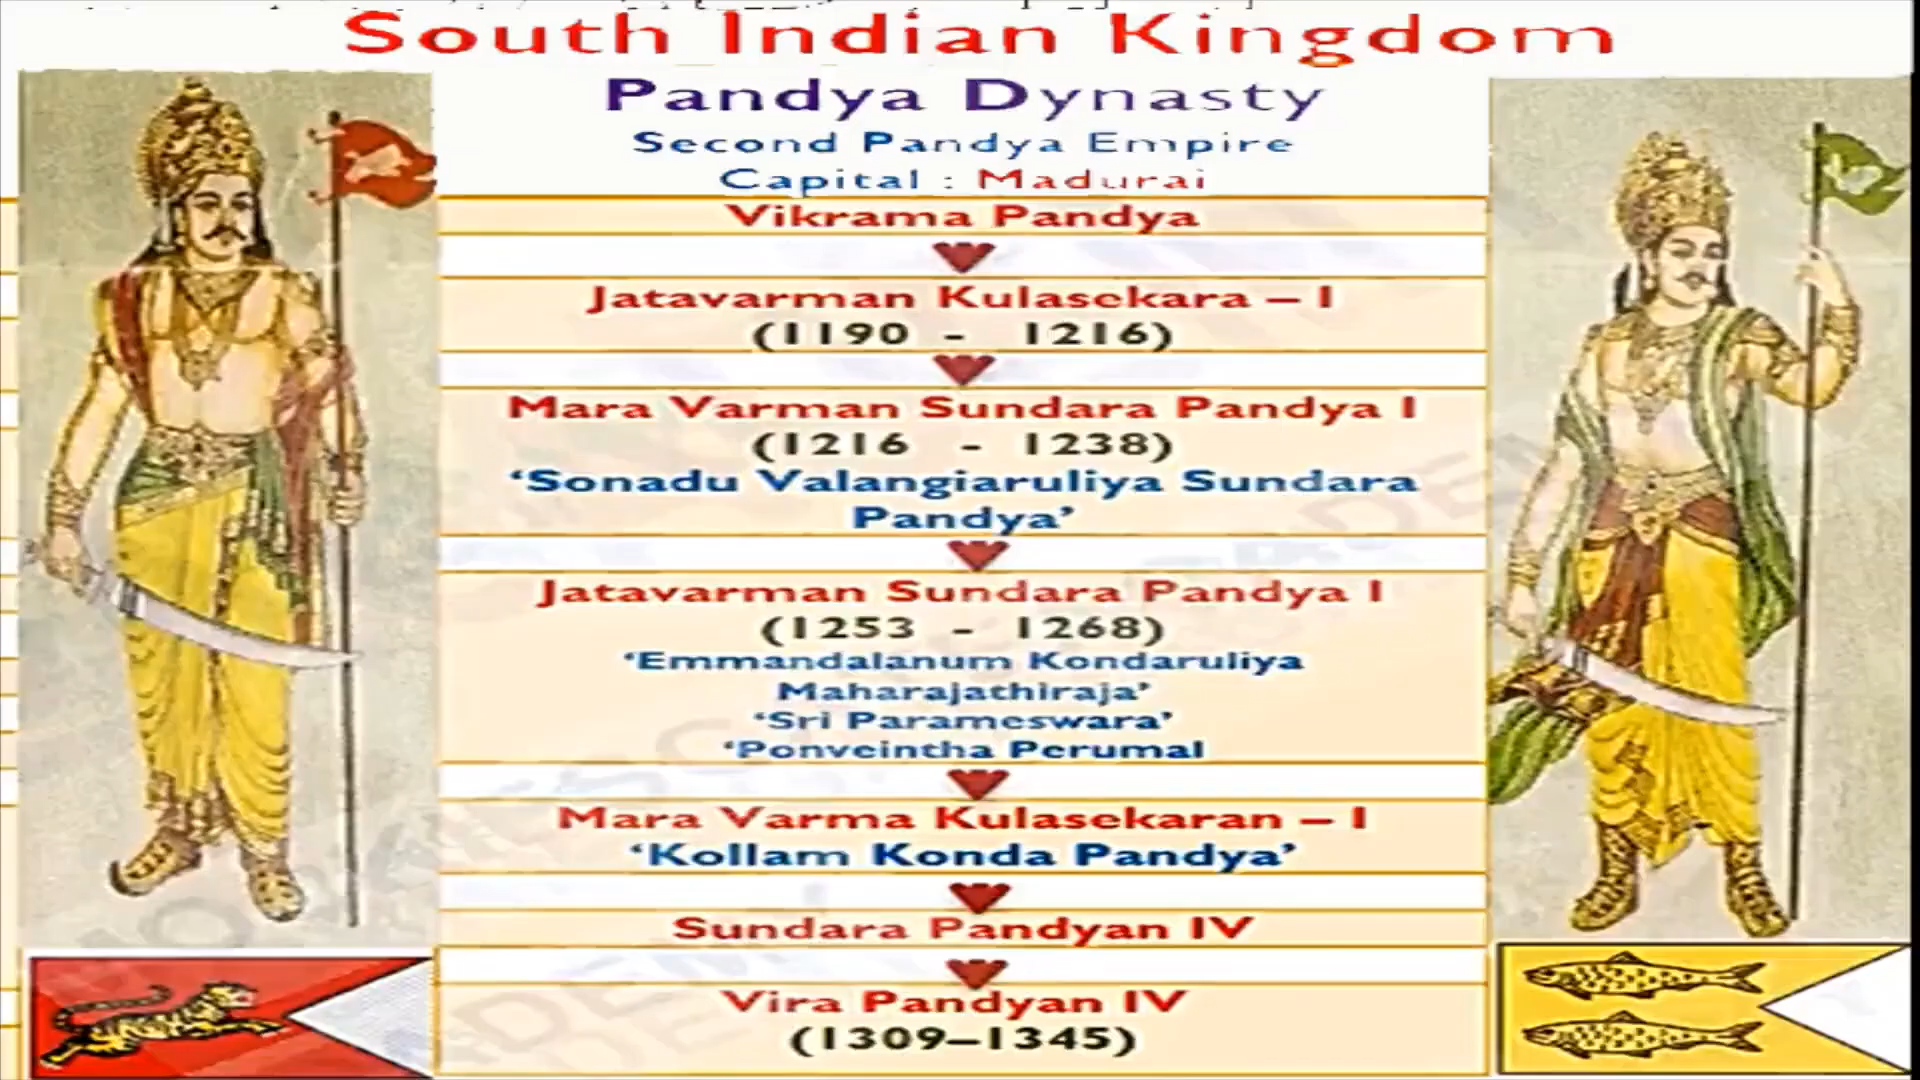 South Indian Kingdom
Pandya Dynasty
Second Pandya Empire
Capital : Madurai
Vikrama Pandya
Jatavarman Kulasekara – I
(1190 - 1216)
Mara Varman Sundara Pandya I
(1216 - 1238)
‘Sonadu Valangiaruliya Sundara
Pandya’
Jatavarman Sundara Pandya I
(1253 - 1268)
‘Emmandalanum Kondaruliya
Maharajathiraja’
‘Sri Parameswara’
‘Ponveintha Perumal
Mara Varma Kulasekaran – I
‘Kollam Konda Pandya’
Sundara Pandyan IV
Vira Pandyan IV
(1309–1345)